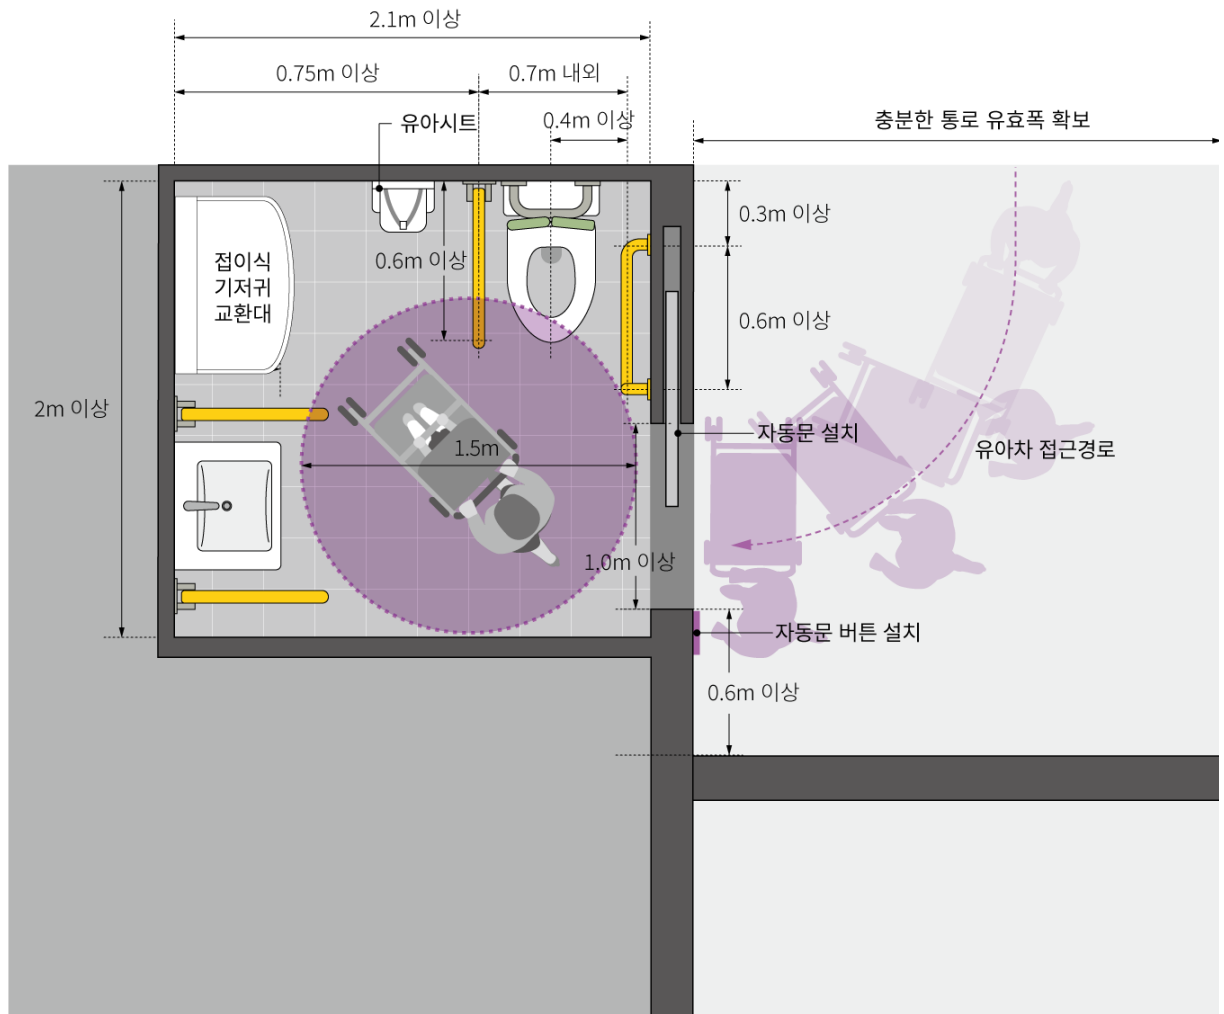 2.1m 이상
0.75m 이상
0.7m 내외
유아시트
0.4m 이상
충분한 통로 유효폭 확보
0.3m 이상
접이식
기저귀
교환대
0.6m 이상
0.6m 이상
2m 이상
1.5m
자동문 설치
유아차 접근경로
1.0m 이상
자동문 버튼 설치
0.6m 이상